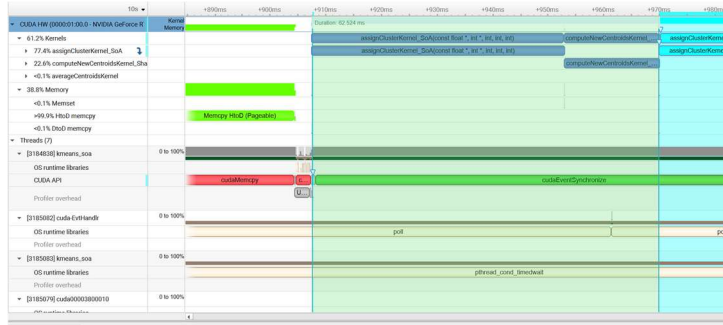 10s
+890ms +900ms +910ms +920ms +930ms +940ms +950ms +960ms +970ms +980ms
CUDA HW (0000:01:00.0 - NVIDIA GeForce R
Kernel
Memory
Duration: 62.524 ms
61.2% Kernels
assignClusterKernel_SoA(const float *, int *, int, int, int) computeNewCentroidsKernel_... assignClusterKerne
77.4% assignClusterKernel_SoA
assignClusterKernel_SoA(const float *, int *, int, int, int) assignClusterKerne
22.6% computeNewCentroidsKernel_Sha
computeNewCentroidsKernel_...
<0.1% averageCentroidsKernel
38.8% Memory
<0.1% Memset
>99.9% HtoD memcpy
Memcpy HtoD (Pageable)
<0.1% DtoD memcpy
Threads (7)
[3184838] kmeans_soa
0 to 100%
OS runtime libraries
CUDA API
cudaMemcpy c... cudaEventSynchronize
Profiler overhead
U...
[3185082] cuda-EvtHandlr
0 to 100%
OS runtime libraries
poll po
Profiler overhead
[3185083] kmeans_soa
0 to 100%
OS runtime libraries
pthread_cond_timedwait
Profiler overhead
[3185079] cuda00003800010
0 to 100%